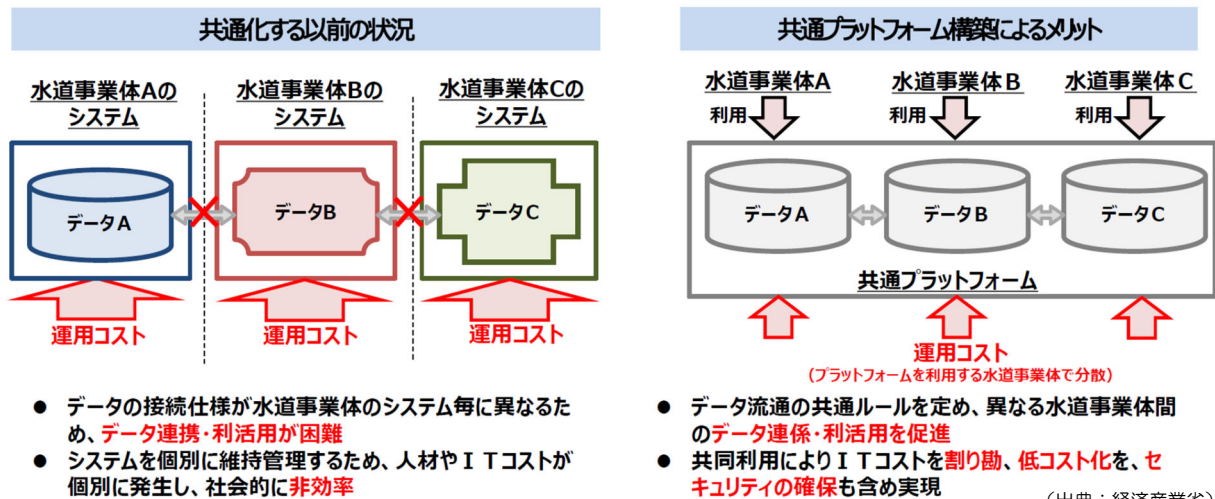 共通化する以前の状況
水道事業体Aの
システム
水道事業体Bの
システム
水道事業体Cの
システム
データA
データB
データC
運用コスト
運用コスト
運用コスト
● データの接続仕様が水道事業体のシステム毎に異なるた
め、データ連携・利活用が困難
● システムを個別に維持管理するため、人材やITコストが
個別に発生し、社会的に非効率
共通プラットフォーム構築によるメリット
水道事業体A
水道事業体B
水道事業体C
利用
利用
利用
データA
データB
データC
共通プラットフォーム
運用コスト
(プラットフォームを利用する水道事業体で分散)
● データ流通の共通ルールを定め、異なる水道事業体間
のデータ連係・利活用を促進
● 共同利用によりITコストを割り勘、低コスト化を、セ
キュリティの確保も含め実現
(出典:経済産業省)